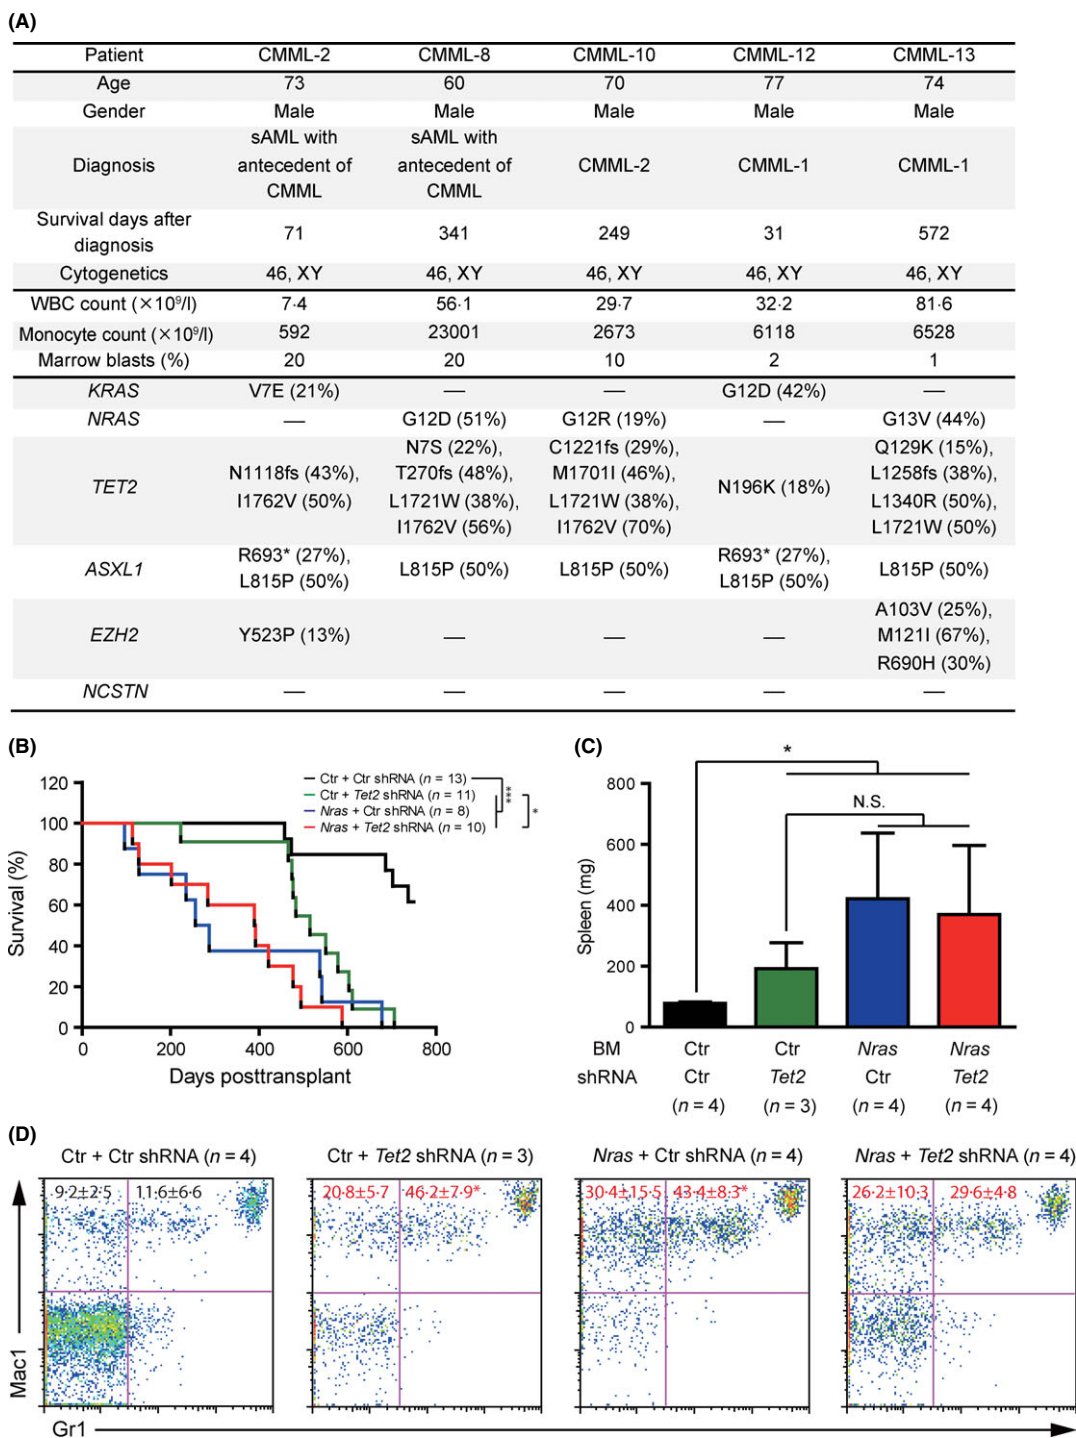 (A)
Patient CMML-2 CMML-8 CMML-10 CMML-12 CMML-13
Age 73 60 70 77 74
Gender Male Male Male Male Male
Diagnosis sAML with antecedent of CMML sAML with antecedent of CMML CMML-2 CMML-1 CMML-1
Survival days after diagnosis 71 341 249 31 572
Cytogenetics 46, XY 46, XY 46, XY 46, XY 46, XY
WBC count (×10⁹/l) 7·4 56·1 29·7 32·2 81·6
Monocyte count (×10⁹/l) 592 23001 2673 6118 6528
Marrow blasts (%) 20 20 10 2 1
KRAS V7E (21%) — — G12D (42%) —
NRAS — G12D (51%) G12R (19%) — G13V (44%)
TET2 N1118fs (43%), I1762V (50%) N7S (22%), T270fs (48%), L1721W (38%), I1762V (56%) C1221fs (29%), M1701I (46%), L1721W (38%), I1762V (70%) N196K (18%) Q129K (15%), L1258fs (38%), L1340R (50%), L1721W (50%)
ASXL1 R693* (27%), L815P (50%) L815P (50%) L815P (50%) R693* (27%), L815P (50%) L815P (50%)
EZH2 Y523P (13%) — — — A103V (25%), M121I (67%), R690H (30%)
NCSTN — — — — —
(B)
120
100
80
60
40
20
0
Survival (%)
0 200 400 600 800
Days posttransplant
Ctr + Ctr shRNA (n = 13)
Ctr + Tet2 shRNA (n = 11)
Nras + Ctr shRNA (n = 8)
Nras + Tet2 shRNA (n = 10)
***
*
(C)
*
N.S.
800
600
400
200
0
Spleen (mg)
BM Ctr Ctr Nras Nras
shRNA Ctr Tet2 Ctr Tet2
(n = 4) (n = 3) (n = 4) (n = 4)
(D)
Ctr + Ctr shRNA (n = 4) Ctr + Tet2 shRNA (n = 3) Nras + Ctr shRNA (n = 4) Nras + Tet2 shRNA (n = 4)
9·2±2·5 11·6±6·6 20·8±5·7 46·2±7·9* 30·4±15·5 43·4±8·3* 26·2±10·3 29·6±4·8
Mac1
Gr1